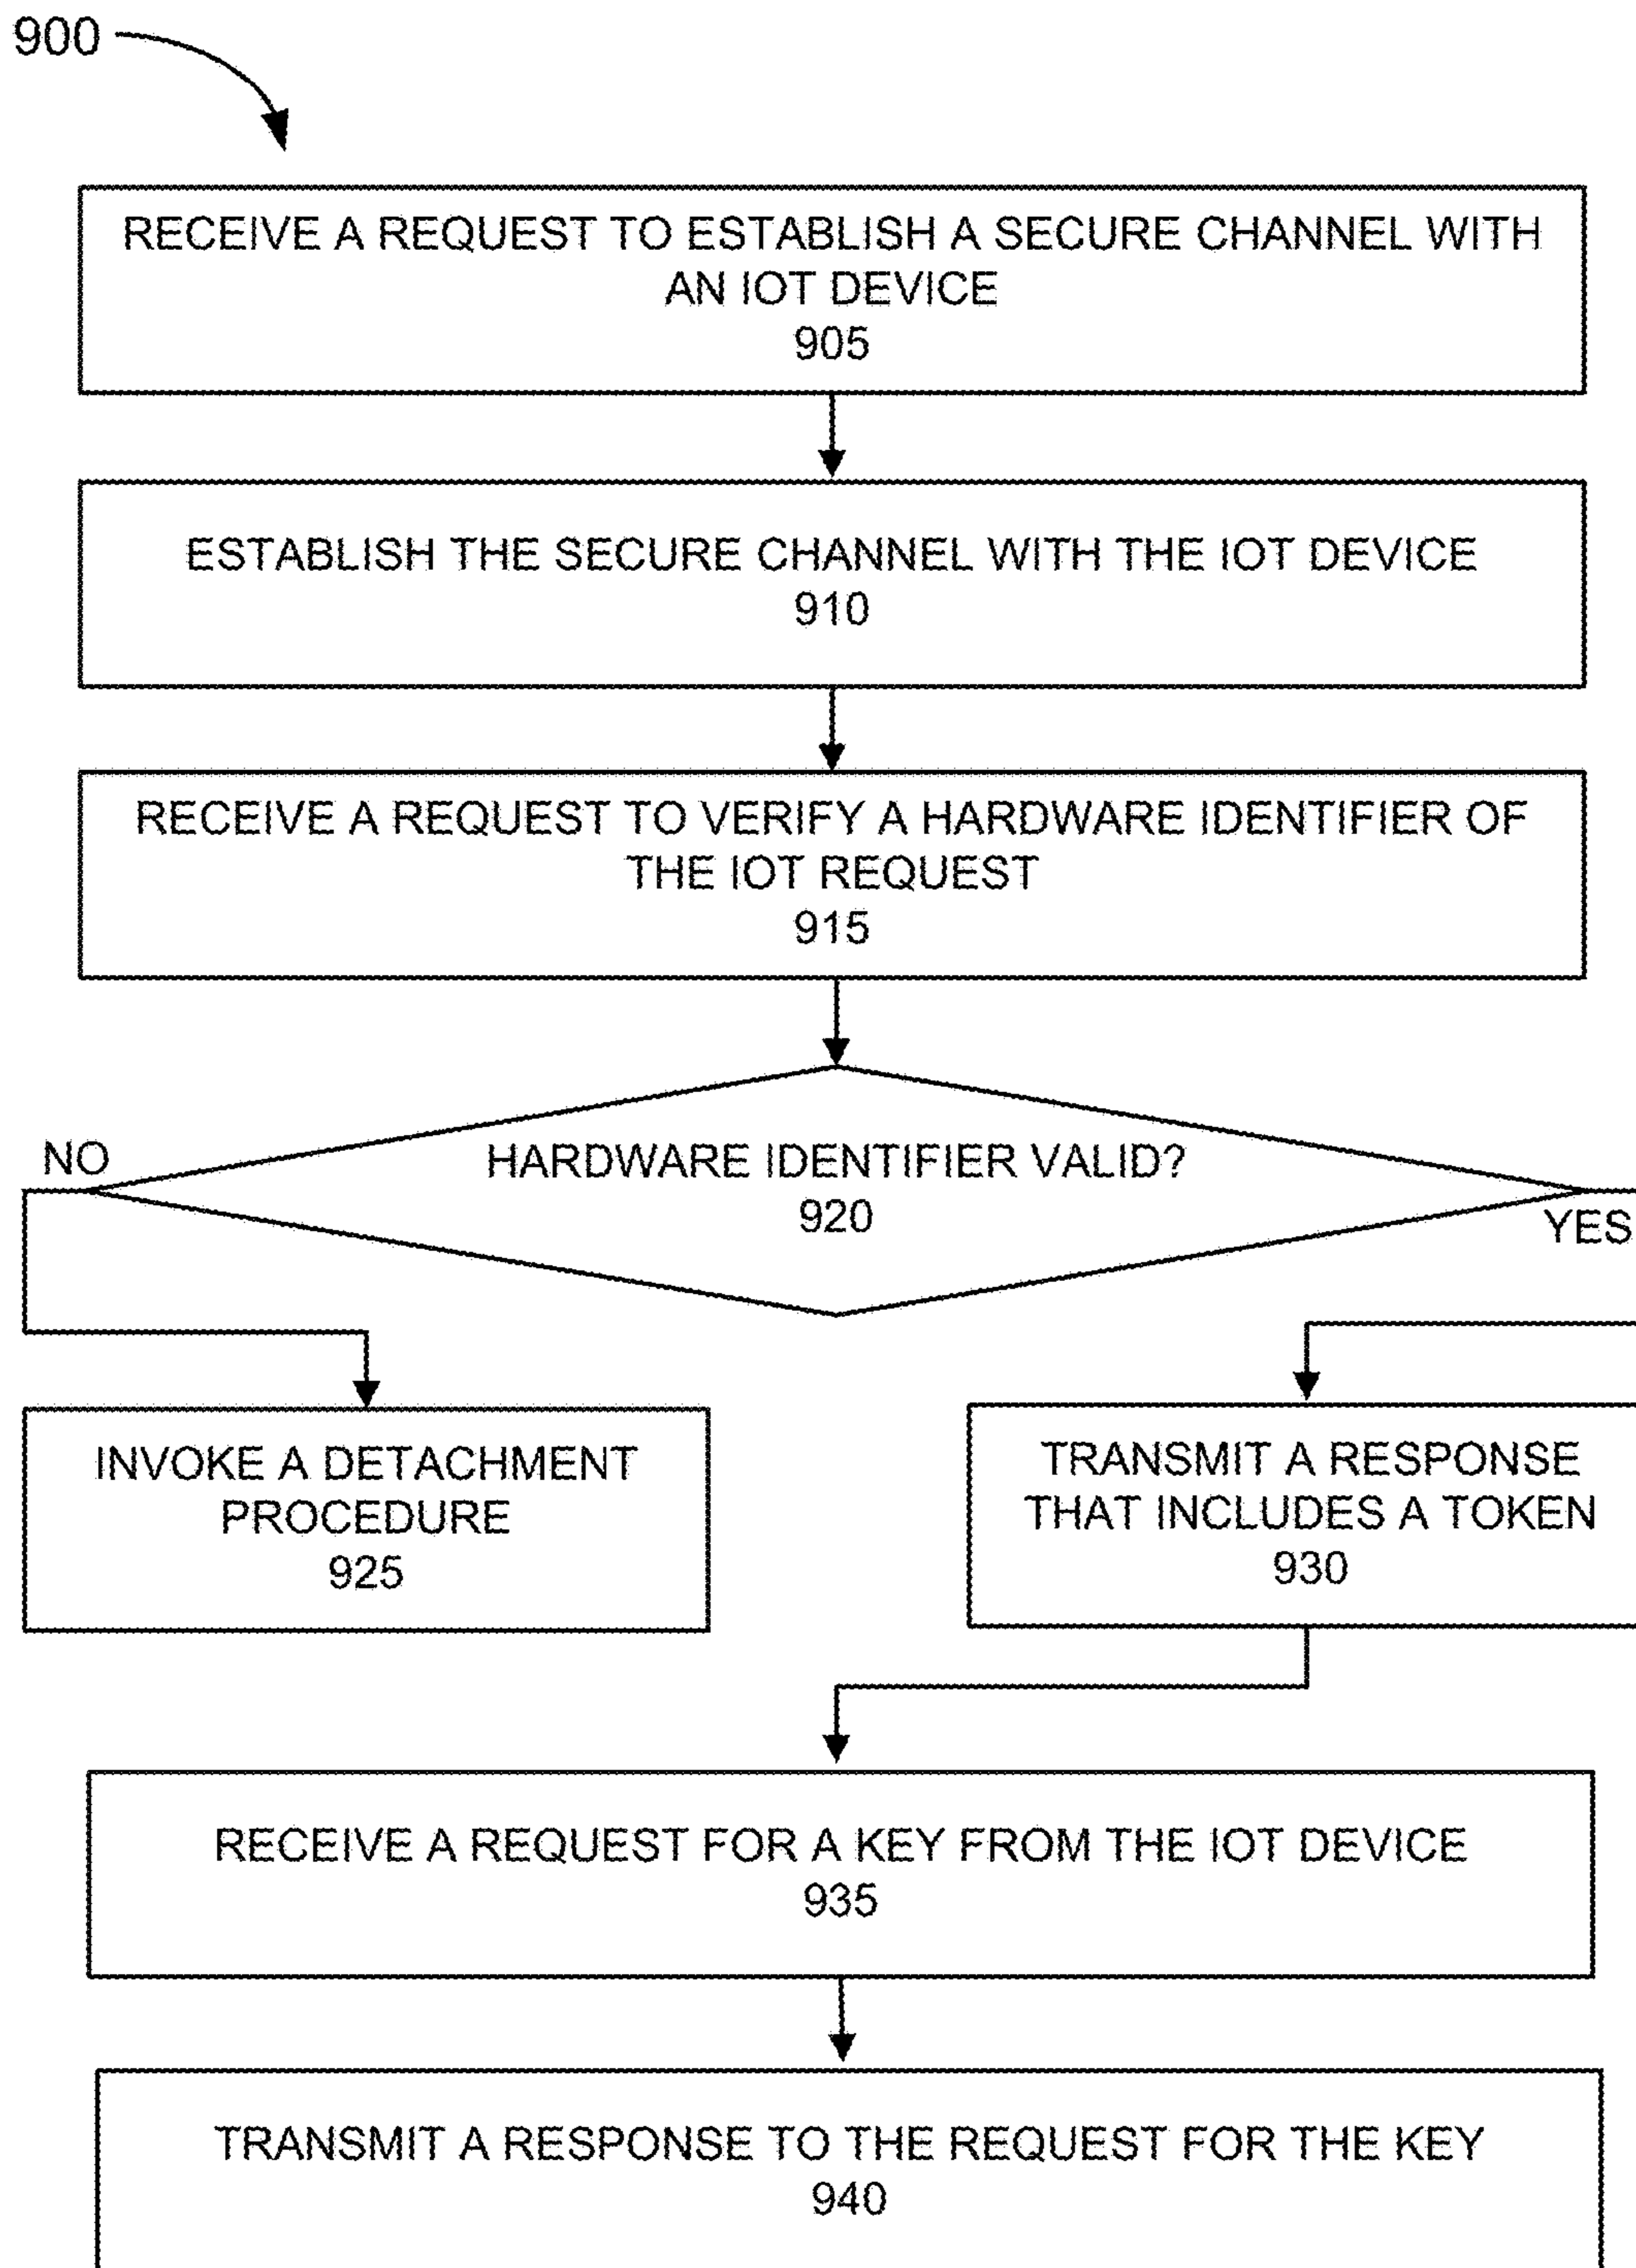 900
RECEIVE A REQUEST TO ESTABLISH A SECURE CHANNEL WITH
AN IOT DEVICE
905
ESTABLISH THE SECURE CHANNEL WITH THE IOT DEVICE
910
RECEIVE A REQUEST TO VERIFY A HARDWARE IDENTIFIER OF
THE IOT REQUEST
915
HARDWARE IDENTIFIER VALID?
920
NO
YES
INVOKE A DETACHMENT
PROCEDURE
925
TRANSMIT A RESPONSE
THAT INCLUDES A TOKEN
930
RECEIVE A REQUEST FOR A KEY FROM THE IOT DEVICE
935
TRANSMIT A RESPONSE TO THE REQUEST FOR THE KEY
940